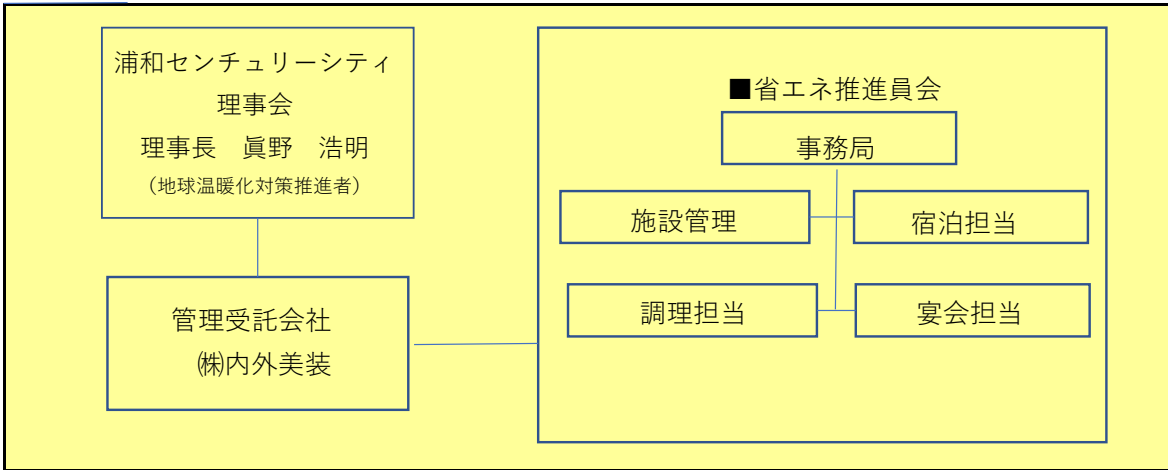 浦和センチュリーシティ
理事会
理事長　眞野　浩明
（地球温暖化対策推進者）
管理受託会社
㈱内外美装
■省エネ推進員会
事務局
施設管理
宿泊担当
調理担当
宴会担当